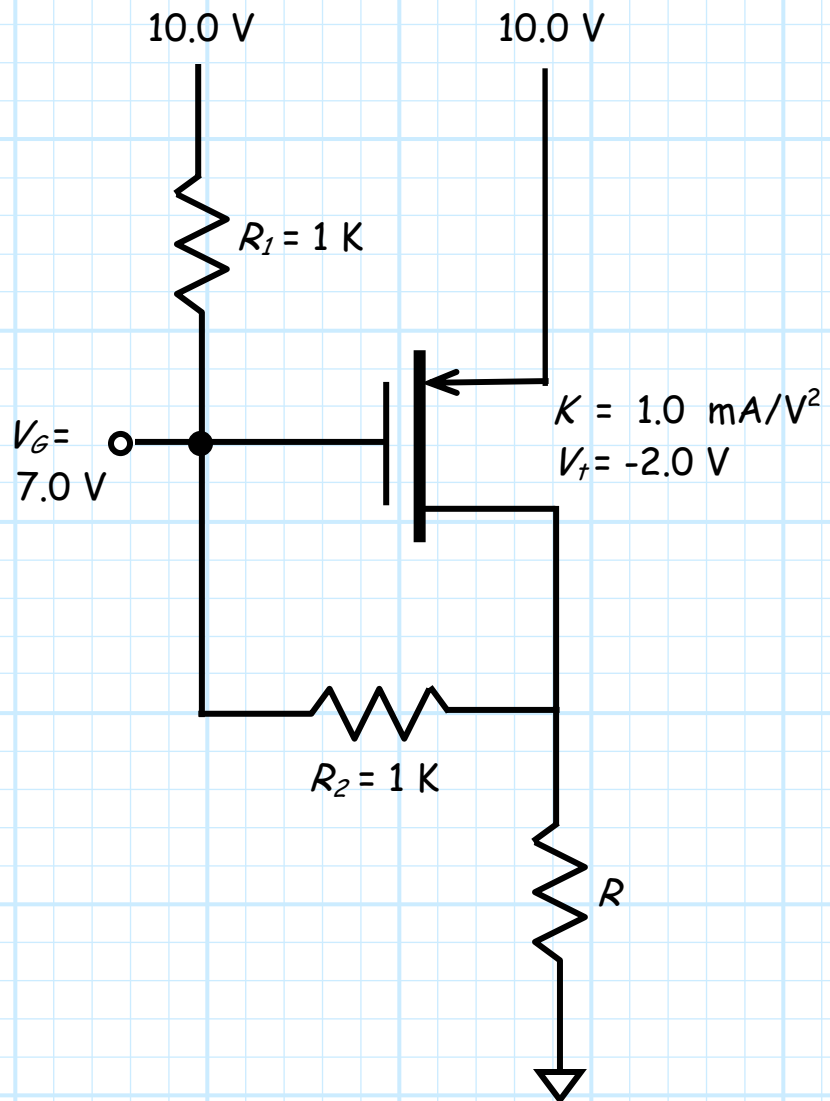 10.0 V
10.0 V
R₁ = 1 K
K = 1.0 mA/V²
V_G =
V_t = -2.0 V
7.0 V
R₂ = 1 K
R